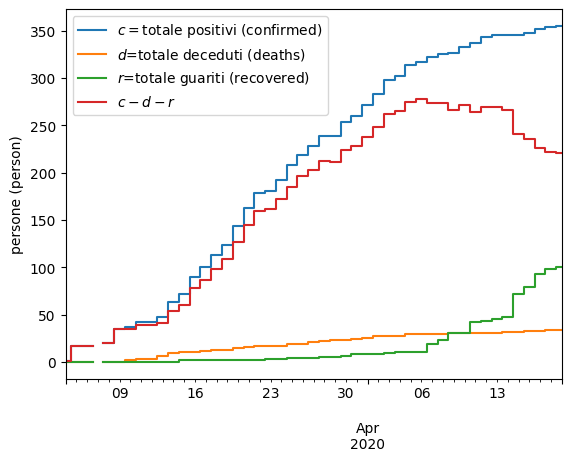 c = totale positivi (confirmed)
d=totale deceduti (deaths)
r=totale guariti (recovered)
c − d − r
persone (person)
350
300
250
200
150
100
50
0
09 16 23 30 06 13
Apr
2020